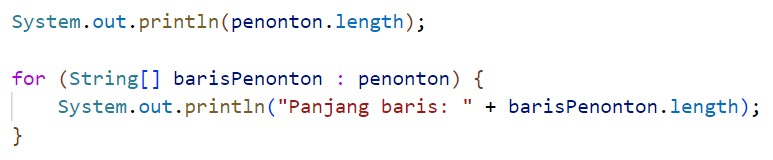 System.out.println(penonton.length);
for (String[] barisPenonton : penonton) {
    System.out.println("Panjang baris: " + barisPenonton.length);
}